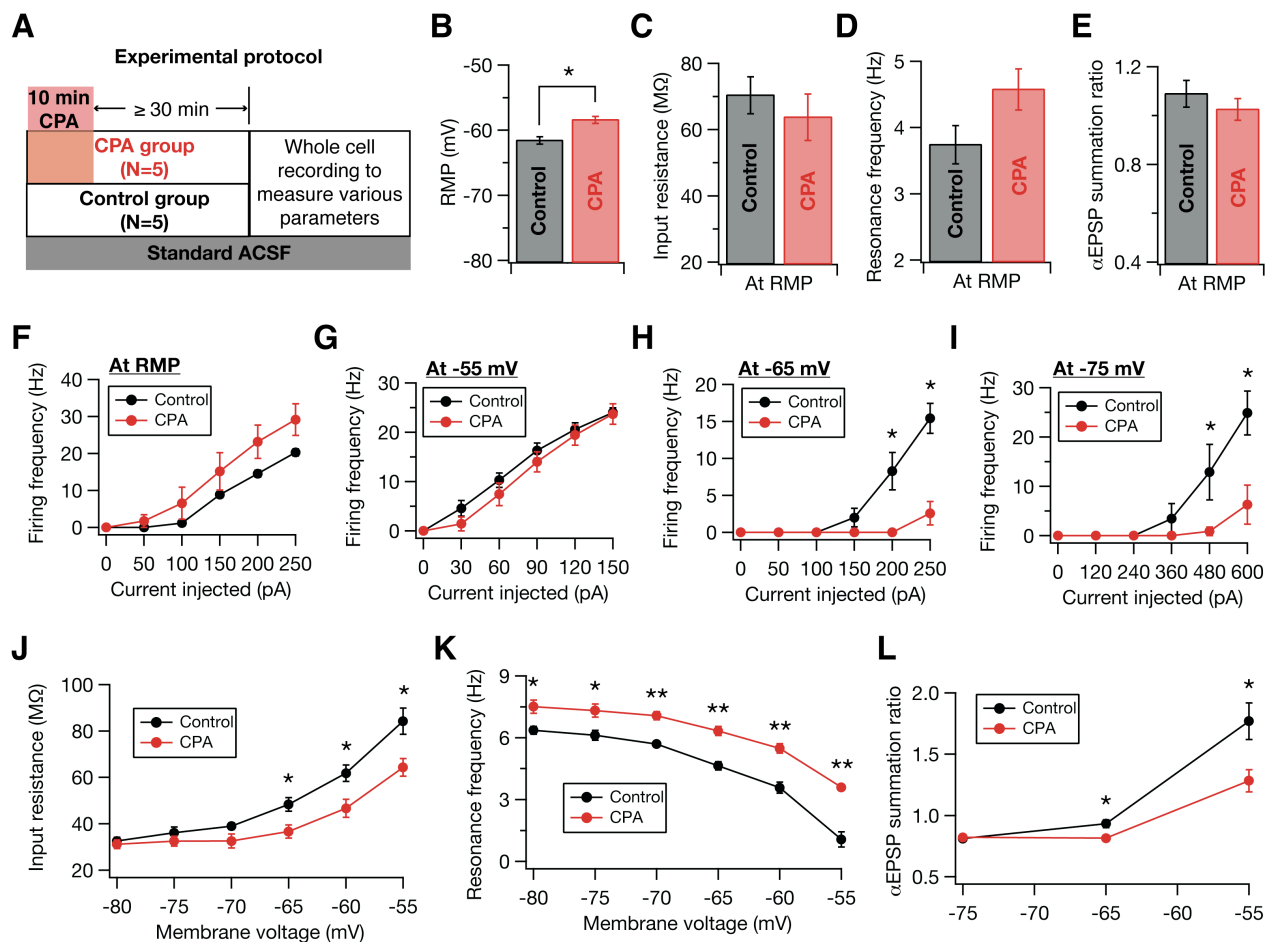 A
Experimental protocol
10 min
CPA
≥ 30 min
CPA group
(N=5)
Control group
(N=5)
Whole cell
recording to
measure various
parameters
Standard ACSF
B
RMP (mV)
-50
-60
-70
-80
*
Control
CPA
C
Input resistance (MΩ)
80
60
40
20
Control
CPA
At RMP
D
Resonance frequency (Hz)
5
4
3
2
Control
CPA
At RMP
E
αEPSP summation ratio
1.2
0.8
0.4
Control
CPA
At RMP
F
At RMP
Firing frequency (Hz)
40
30
20
10
0
Control
CPA
0 50 100 150 200 250
Current injected (pA)
G
At -55 mV
Firing frequency (Hz)
30
20
10
0
Control
CPA
0 30 60 90 120 150
Current injected (pA)
H
At -65 mV
Firing frequency (Hz)
20
15
10
5
0
Control
CPA
* *
0 50 100 150 200 250
Current injected (pA)
I
At -75 mV
Firing frequency (Hz)
30
20
10
0
Control
CPA
* *
0 120 240 360 480 600
Current injected (pA)
J
Input resistance (MΩ)
100
80
60
40
20
Control
CPA
* * *
-80 -75 -70 -65 -60 -55
Membrane voltage (mV)
K
Resonance frequency (Hz)
9
6
3
0
* * ** ** ** **
Control
CPA
-80 -75 -70 -65 -60 -55
Membrane voltage (mV)
L
αEPSP summation ratio
2.0
1.5
1.0
0.5
Control
CPA
* *
-75 -70 -65 -60 -55